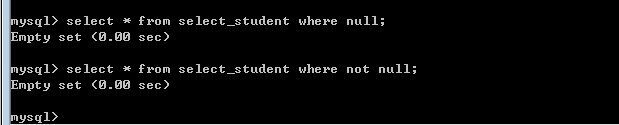 mysql> select * from select_student where null;
Empty set (0.00 sec)
mysql> select * from select_student where not null;
Empty set (0.00 sec)
mysql>